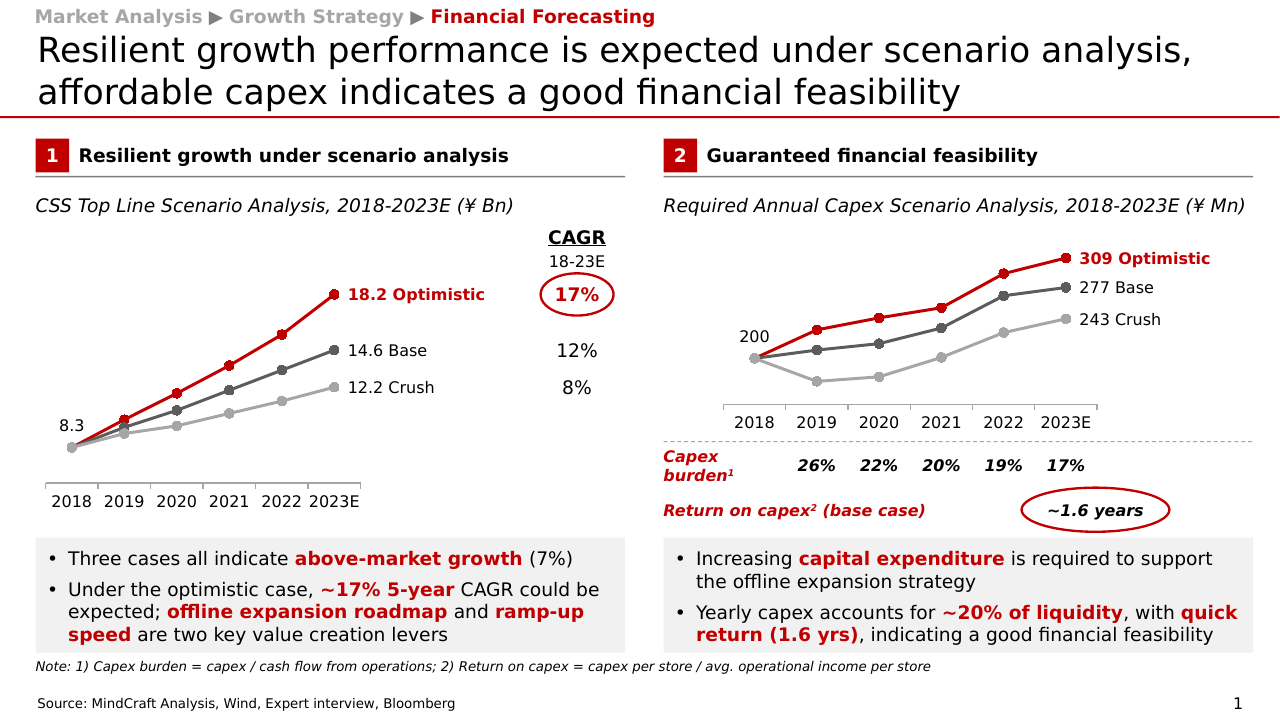 Market Analysis ▶ Growth Strategy ▶ Financial Forecasting
Resilient growth performance is expected under scenario analysis,
affordable capex indicates a good financial feasibility
1 Resilient growth under scenario analysis
CSS Top Line Scenario Analysis, 2018-2023E (¥ Bn)
CAGR
18-23E
18.2 Optimistic 17%
14.6 Base 12%
12.2 Crush 8%
8.3
2018 2019 2020 2021 2022 2023E
• Three cases all indicate above-market growth (7%)
• Under the optimistic case, ~17% 5-year CAGR could be
expected; offline expansion roadmap and ramp-up
speed are two key value creation levers
2 Guaranteed financial feasibility
Required Annual Capex Scenario Analysis, 2018-2023E (¥ Mn)
309 Optimistic
277 Base
243 Crush
200
2018 2019 2020 2021 2022 2023E
Capex
burden¹
26% 22% 20% 19% 17%
Return on capex² (base case) ~1.6 years
• Increasing capital expenditure is required to support
the offline expansion strategy
• Yearly capex accounts for ~20% of liquidity, with quick
return (1.6 yrs), indicating a good financial feasibility
Note: 1) Capex burden = capex / cash flow from operations; 2) Return on capex = capex per store / avg. operational income per store
Source: MindCraft Analysis, Wind, Expert interview, Bloomberg
1